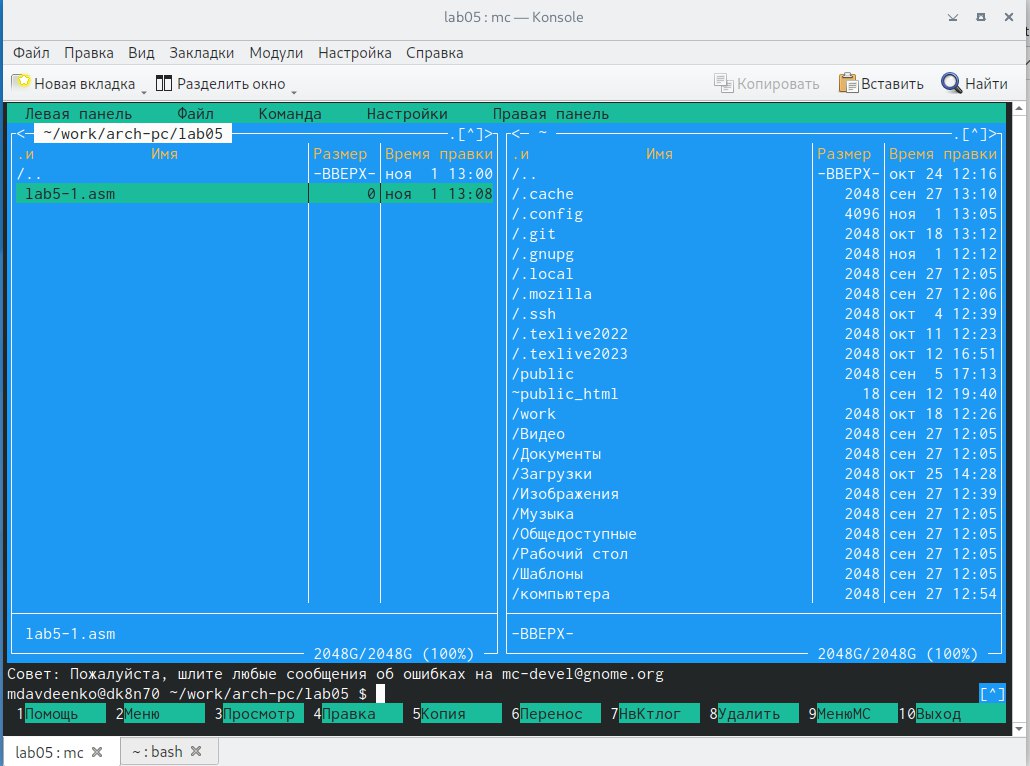 lab05 : mc — Konsole
Файл Правка Вид Закладки Модули Настройка Справка
Новая вкладка Разделить окно Копировать Вставить Найти
Левая панель Файл Команда Настройки Правая панель
<─ ~/work/arch-pc/lab05 .[^]>
.и Имя Размер Время правки
/.. -ВВЕРХ- ноя 1 13:00
lab5-1.asm 0 ноя 1 13:08
lab5-1.asm
2048G/2048G (100%)
<─ ~ .[^]>
.и Имя Размер Время правки
/.. -ВВЕРХ- окт 24 12:16
/.cache 2048 сен 27 13:10
/.config 4096 ноя 1 13:05
/.git 2048 окт 18 13:12
/.gnupg 2048 ноя 1 12:12
/.local 2048 сен 27 12:05
/.mozilla 2048 сен 27 12:06
/.ssh 2048 окт 4 12:39
/.texlive2022 2048 окт 11 12:23
/.texlive2023 2048 окт 12 16:51
/public 2048 сен 5 17:13
~public_html 18 сен 12 19:40
/work 2048 окт 18 12:26
/Видео 2048 сен 27 12:05
/Документы 2048 сен 27 12:05
/Загрузки 2048 окт 25 14:28
/Изображения 2048 сен 27 12:39
/Музыка 2048 сен 27 12:05
/Общедоступные 2048 сен 27 12:05
/Рабочий стол 2048 сен 27 12:05
/Шаблоны 2048 сен 27 12:05
/компьютера 2048 сен 27 12:54
-ВВЕРХ-
2048G/2048G (100%)
Совет: Пожалуйста, шлите любые сообщения об ошибках на mc-devel@gnome.org
mdavdeenko@dk8n70 ~/work/arch-pc/lab05 $ [^]
1Помощь 2Меню 3Просмотр 4Правка 5Копия 6Перенос 7НвКтлог 8Удалить 9МенюМС 10Выход
lab05 : mc ~ : bash